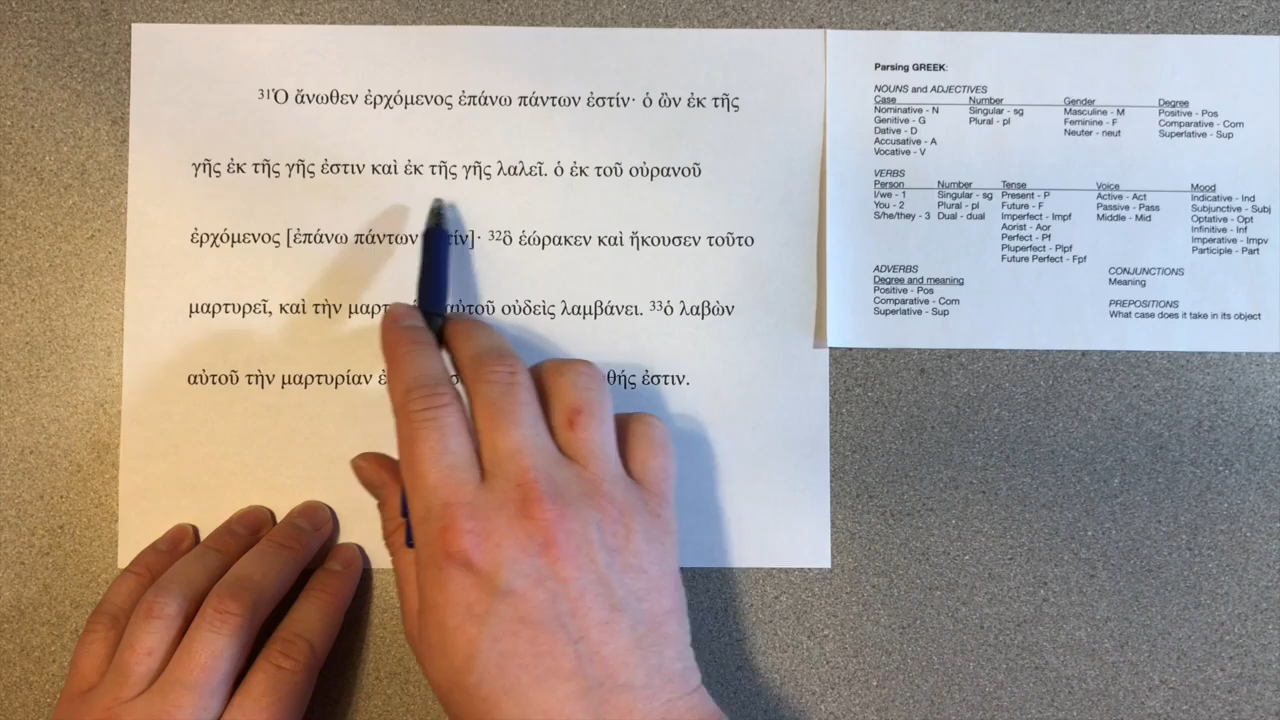 ³¹Ὁ ἄνωθεν ἐρχόμενος ἐπάνω πάντων ἐστίν· ὁ ὢν ἐκ τῆς
γῆς ἐκ τῆς γῆς ἐστιν καὶ ἐκ τῆς γῆς λαλεῖ. ὁ ἐκ τοῦ οὐρανοῦ
ἐρχόμενος [ἐπάνω πάντων ³²ὃ ἑώρακεν καὶ ἤκουσεν τοῦτο
μαρτυρεῖ, καὶ τὴν αὐτοῦ οὐδεὶς λαμβάνει. ³³ὁ λαβὼν
αὐτοῦ τὴν μαρτυρίαν ἐστιν.
Parsing GREEK:
NOUNS and ADJECTIVES
Case Number Gender Degree
Nominative - N Singular - sg Masculine - M Positive - Pos
Genitive - G Plural - pl Feminine - F Comparative - Com
Dative - D Neuter - neut Superlative - Sup
Accusative - A
Vocative - V
VERBS
Person Number Tense Voice Mood
I/we - 1 Singular - sg Present - P Active - Act Indicative - Ind
You - 2 Plural - pl Future - F Passive - Pass Subjunctive - Subj
S/he/they - 3 Dual - dual Imperfect - Impf Middle - Mid Optative - Opt
Aorist - Aor Infinitive - Inf
Perfect - Pf Imperative - Impv
Pluperfect - Plpf Participle - Part
Future Perfect - Fpf
ADVERBS
Degree and meaning
Positive - Pos
Comparative - Com
Superlative - Sup
CONJUNCTIONS
Meaning
PREPOSITIONS
What case does it take in its object